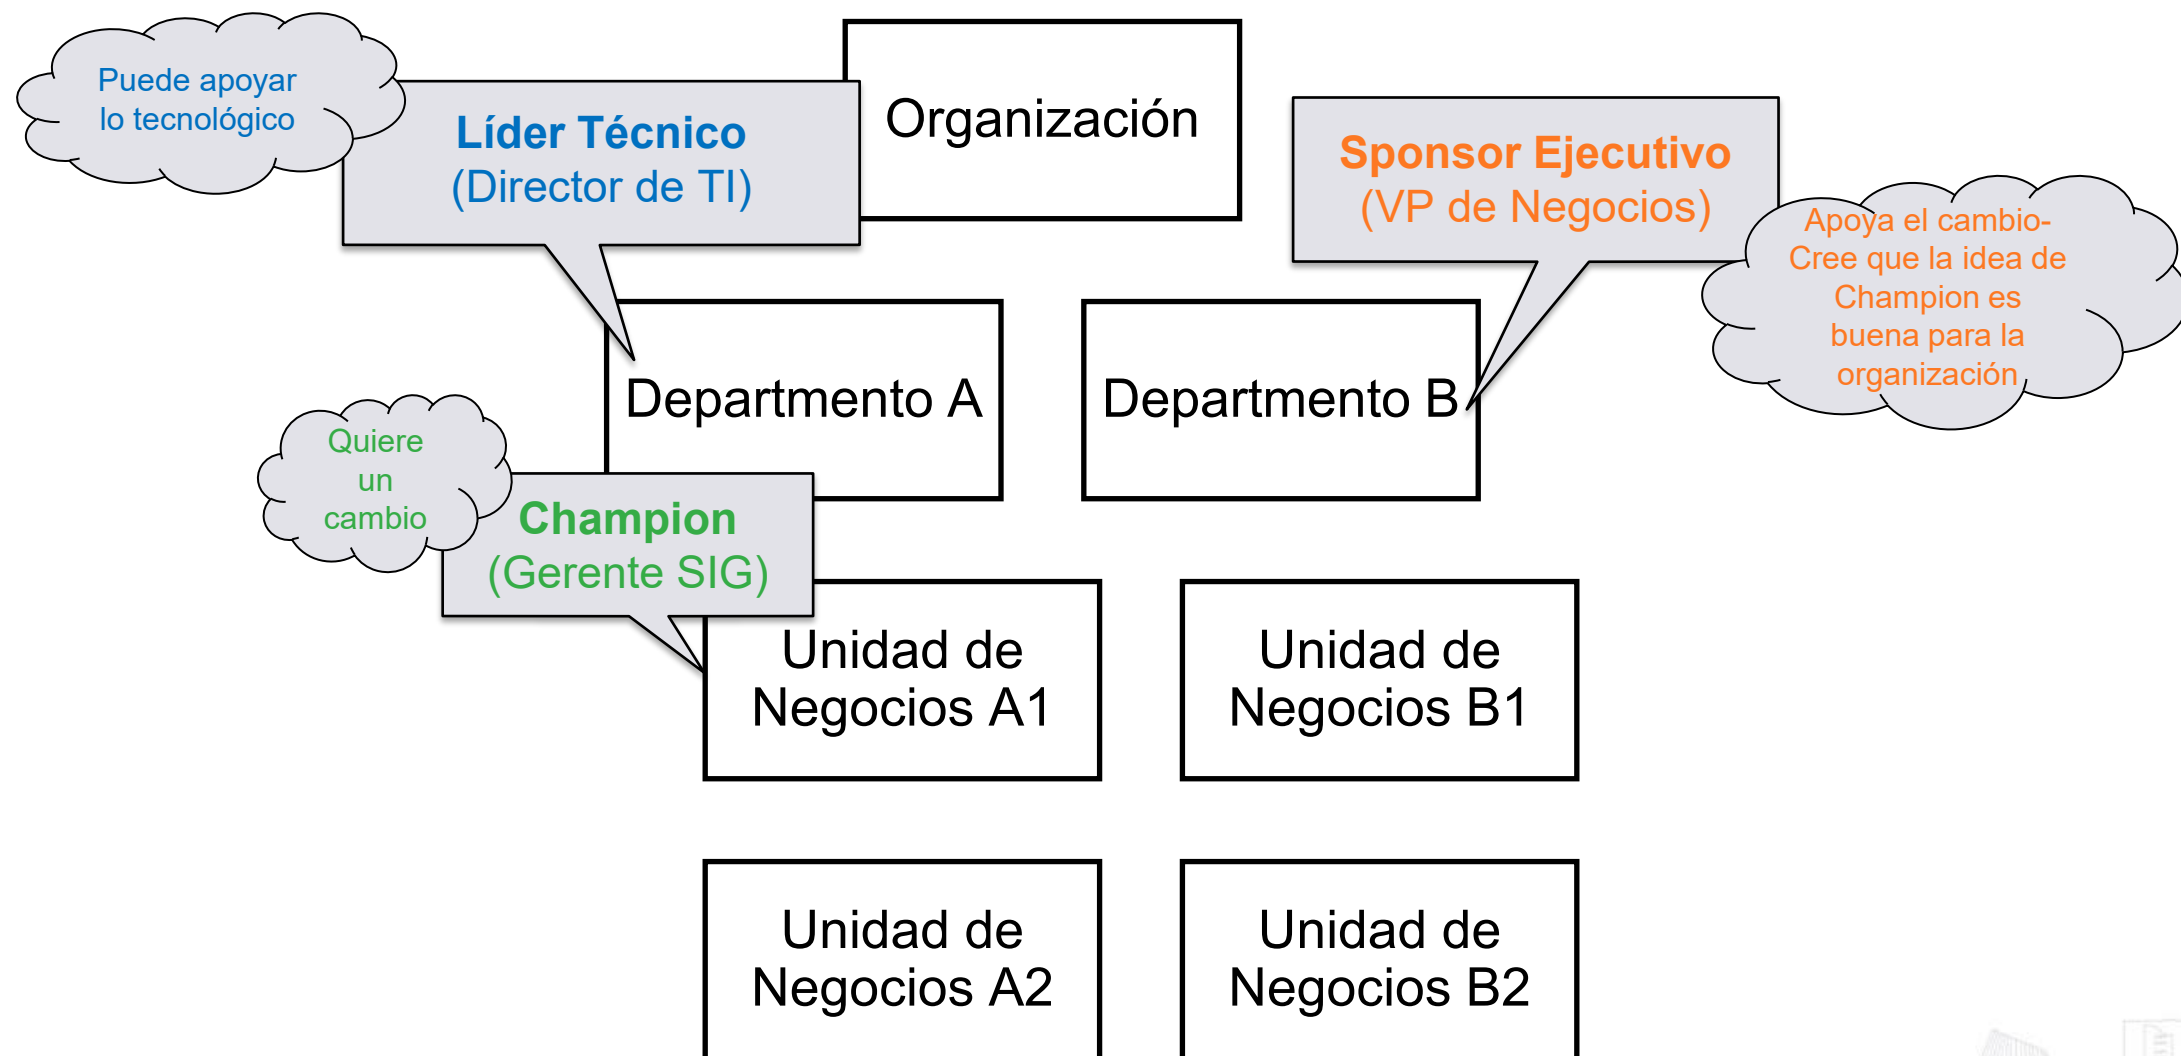 Puede apoyar
lo tecnológico
Líder Técnico
(Director de TI)
Organización
Sponsor Ejecutivo
(VP de Negocios)
Apoya el cambio-
Cree que la idea de
Champion es
buena para la
organización
Departmento A
Departmento B
Quiere
un
cambio
Champion
(Gerente SIG)
Unidad de
Negocios A1
Unidad de
Negocios B1
Unidad de
Negocios A2
Unidad de
Negocios B2